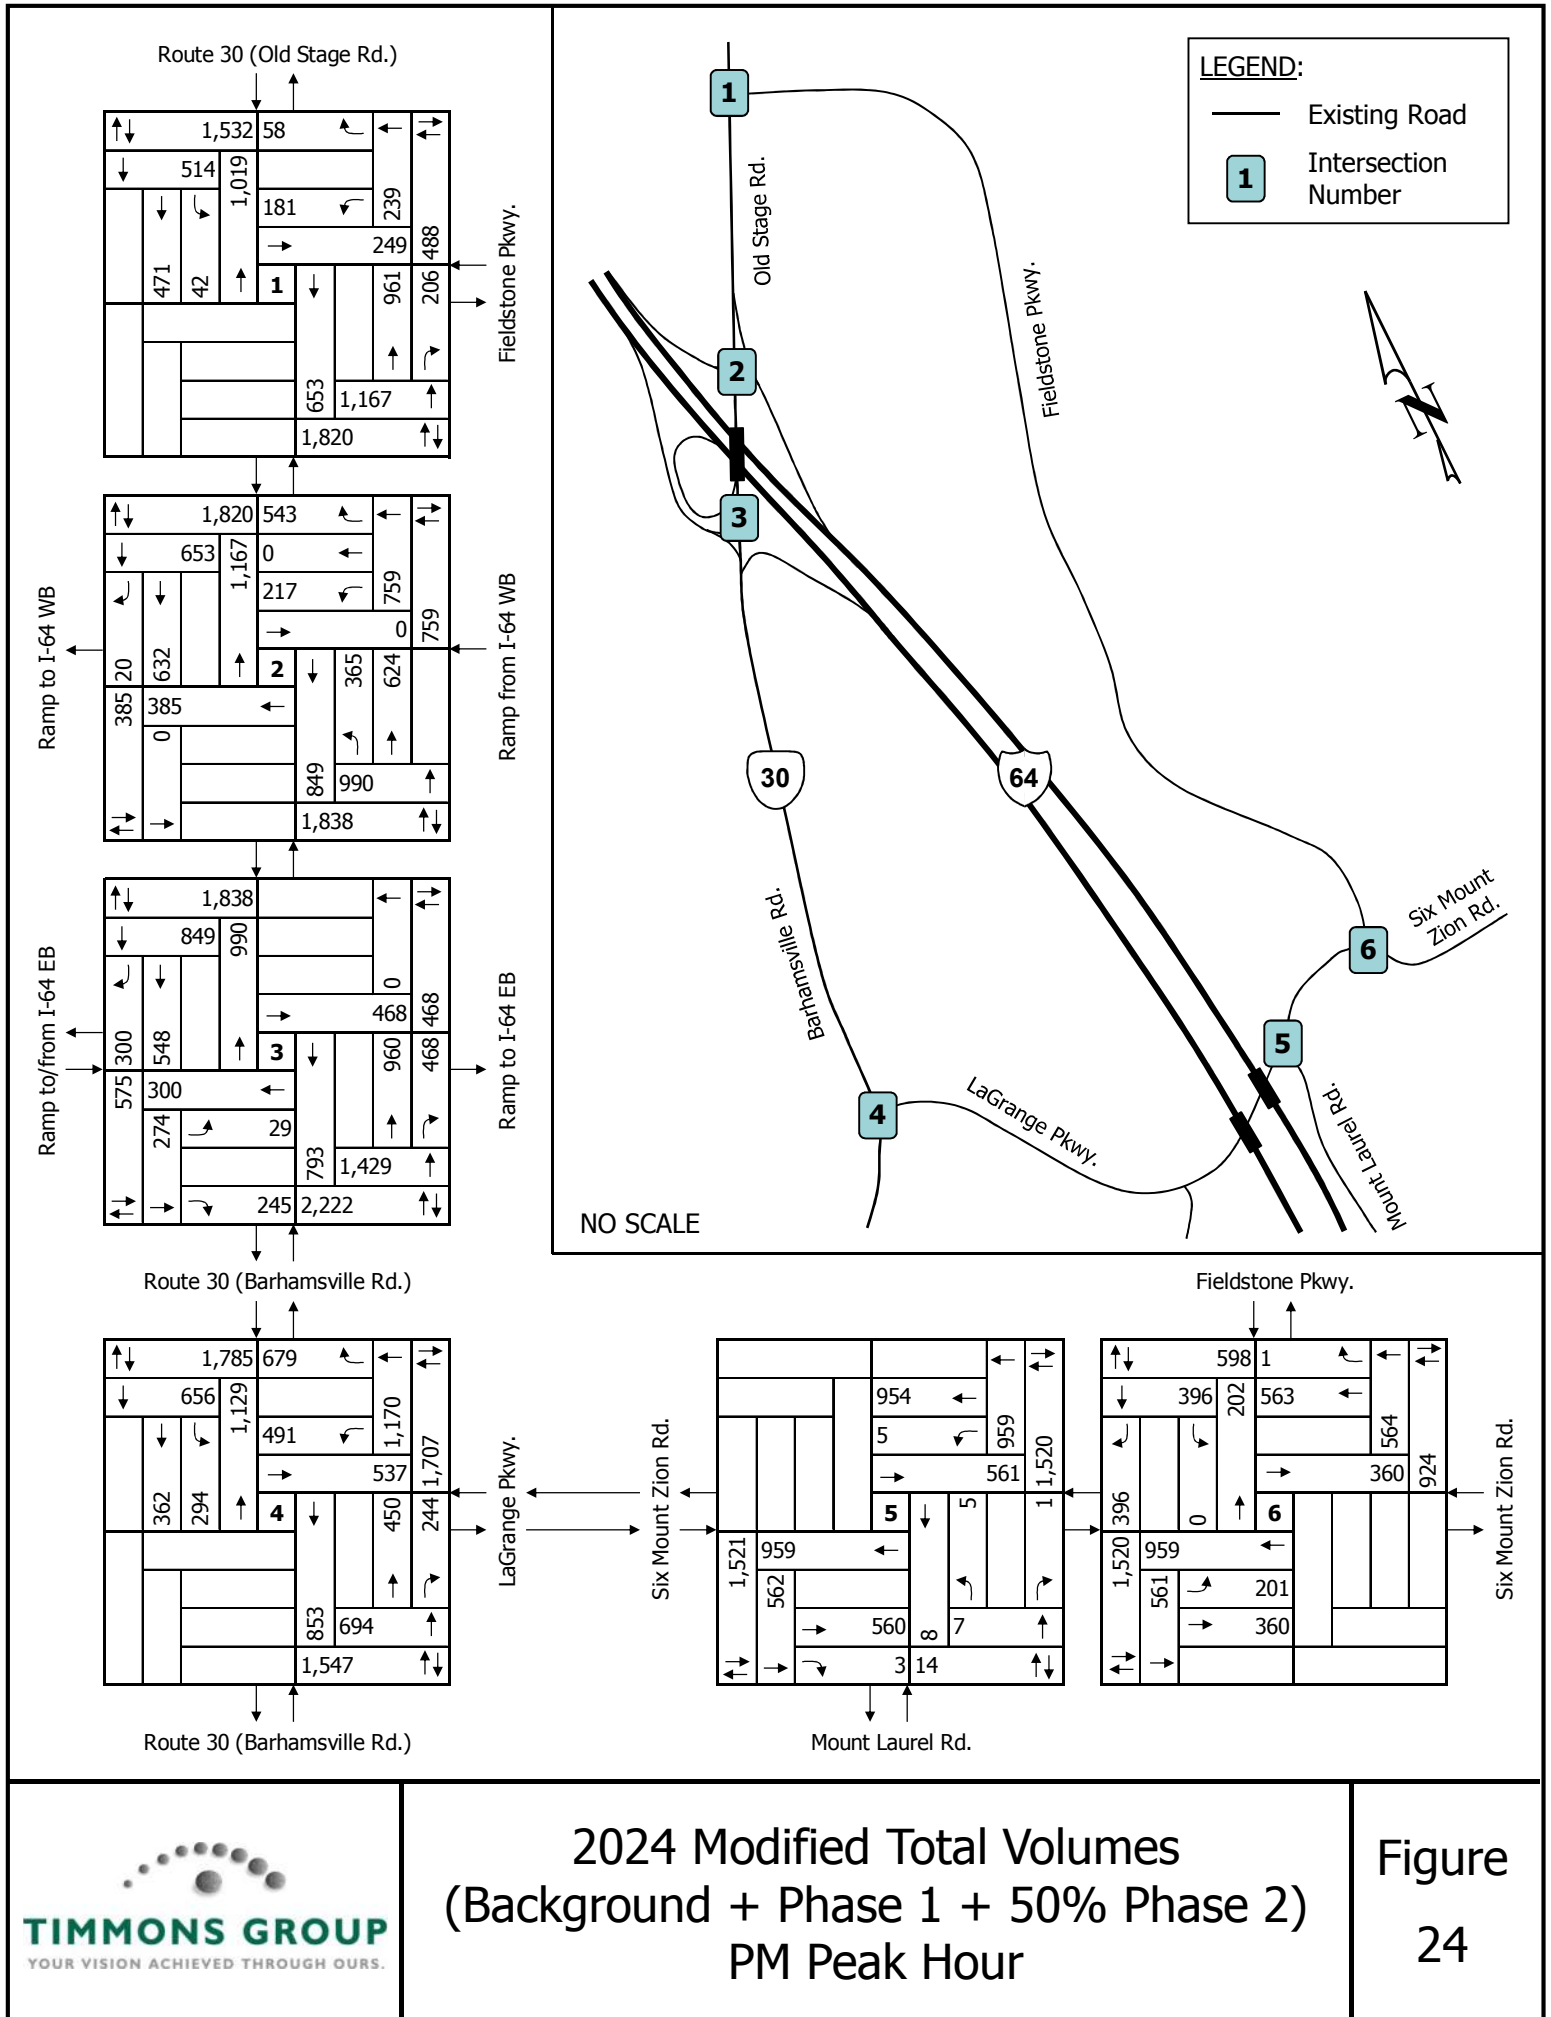 Route 30 (Old Stage Rd.)
1,532 58
514 1,019
181 239
249 488
471 42 1 961 206
653 1,167
1,820
Fieldstone Pkwy.
1,820 543
653 1,167 0
217 759
0 759
20 632 2 365 624
385 385
0
849 990
1,838
Ramp to I-64 WB
Ramp from I-64 WB
1,838
849 990
0
468 468
300 548 3 960 468
575 300
274 29
793 1,429
245 2,222
Ramp to/from I-64 EB
Ramp to I-64 EB
Route 30 (Barhamsville Rd.)
1,785 679
656 1,129
491 1,170
537 1,707
362 294 4 450 244
853 694
1,547
LaGrange Pkwy.
Route 30 (Barhamsville Rd.)
LEGEND:
Existing Road
1
Intersection
Number
1
Old Stage Rd.
Fieldstone Pkwy.
2
3
N
30
64
Barhamsville Rd.
Six Mount
Zion Rd.
6
5
4
LaGrange Pkwy.
Mount Laurel Rd.
NO SCALE
954
5 959
561 1,520
5 5 1
1,521 959
562
560 8 7
3 14
Six Mount Zion Rd.
Mount Laurel Rd.
Fieldstone Pkwy.
598 1
396 202 563
564
360 924
396 0 6
1,520 959
561 201
360
Six Mount Zion Rd.
TIMMONS GROUP
YOUR VISION ACHIEVED THROUGH OURS.
2024 Modified Total Volumes
(Background + Phase 1 + 50% Phase 2)
PM Peak Hour
Figure
24